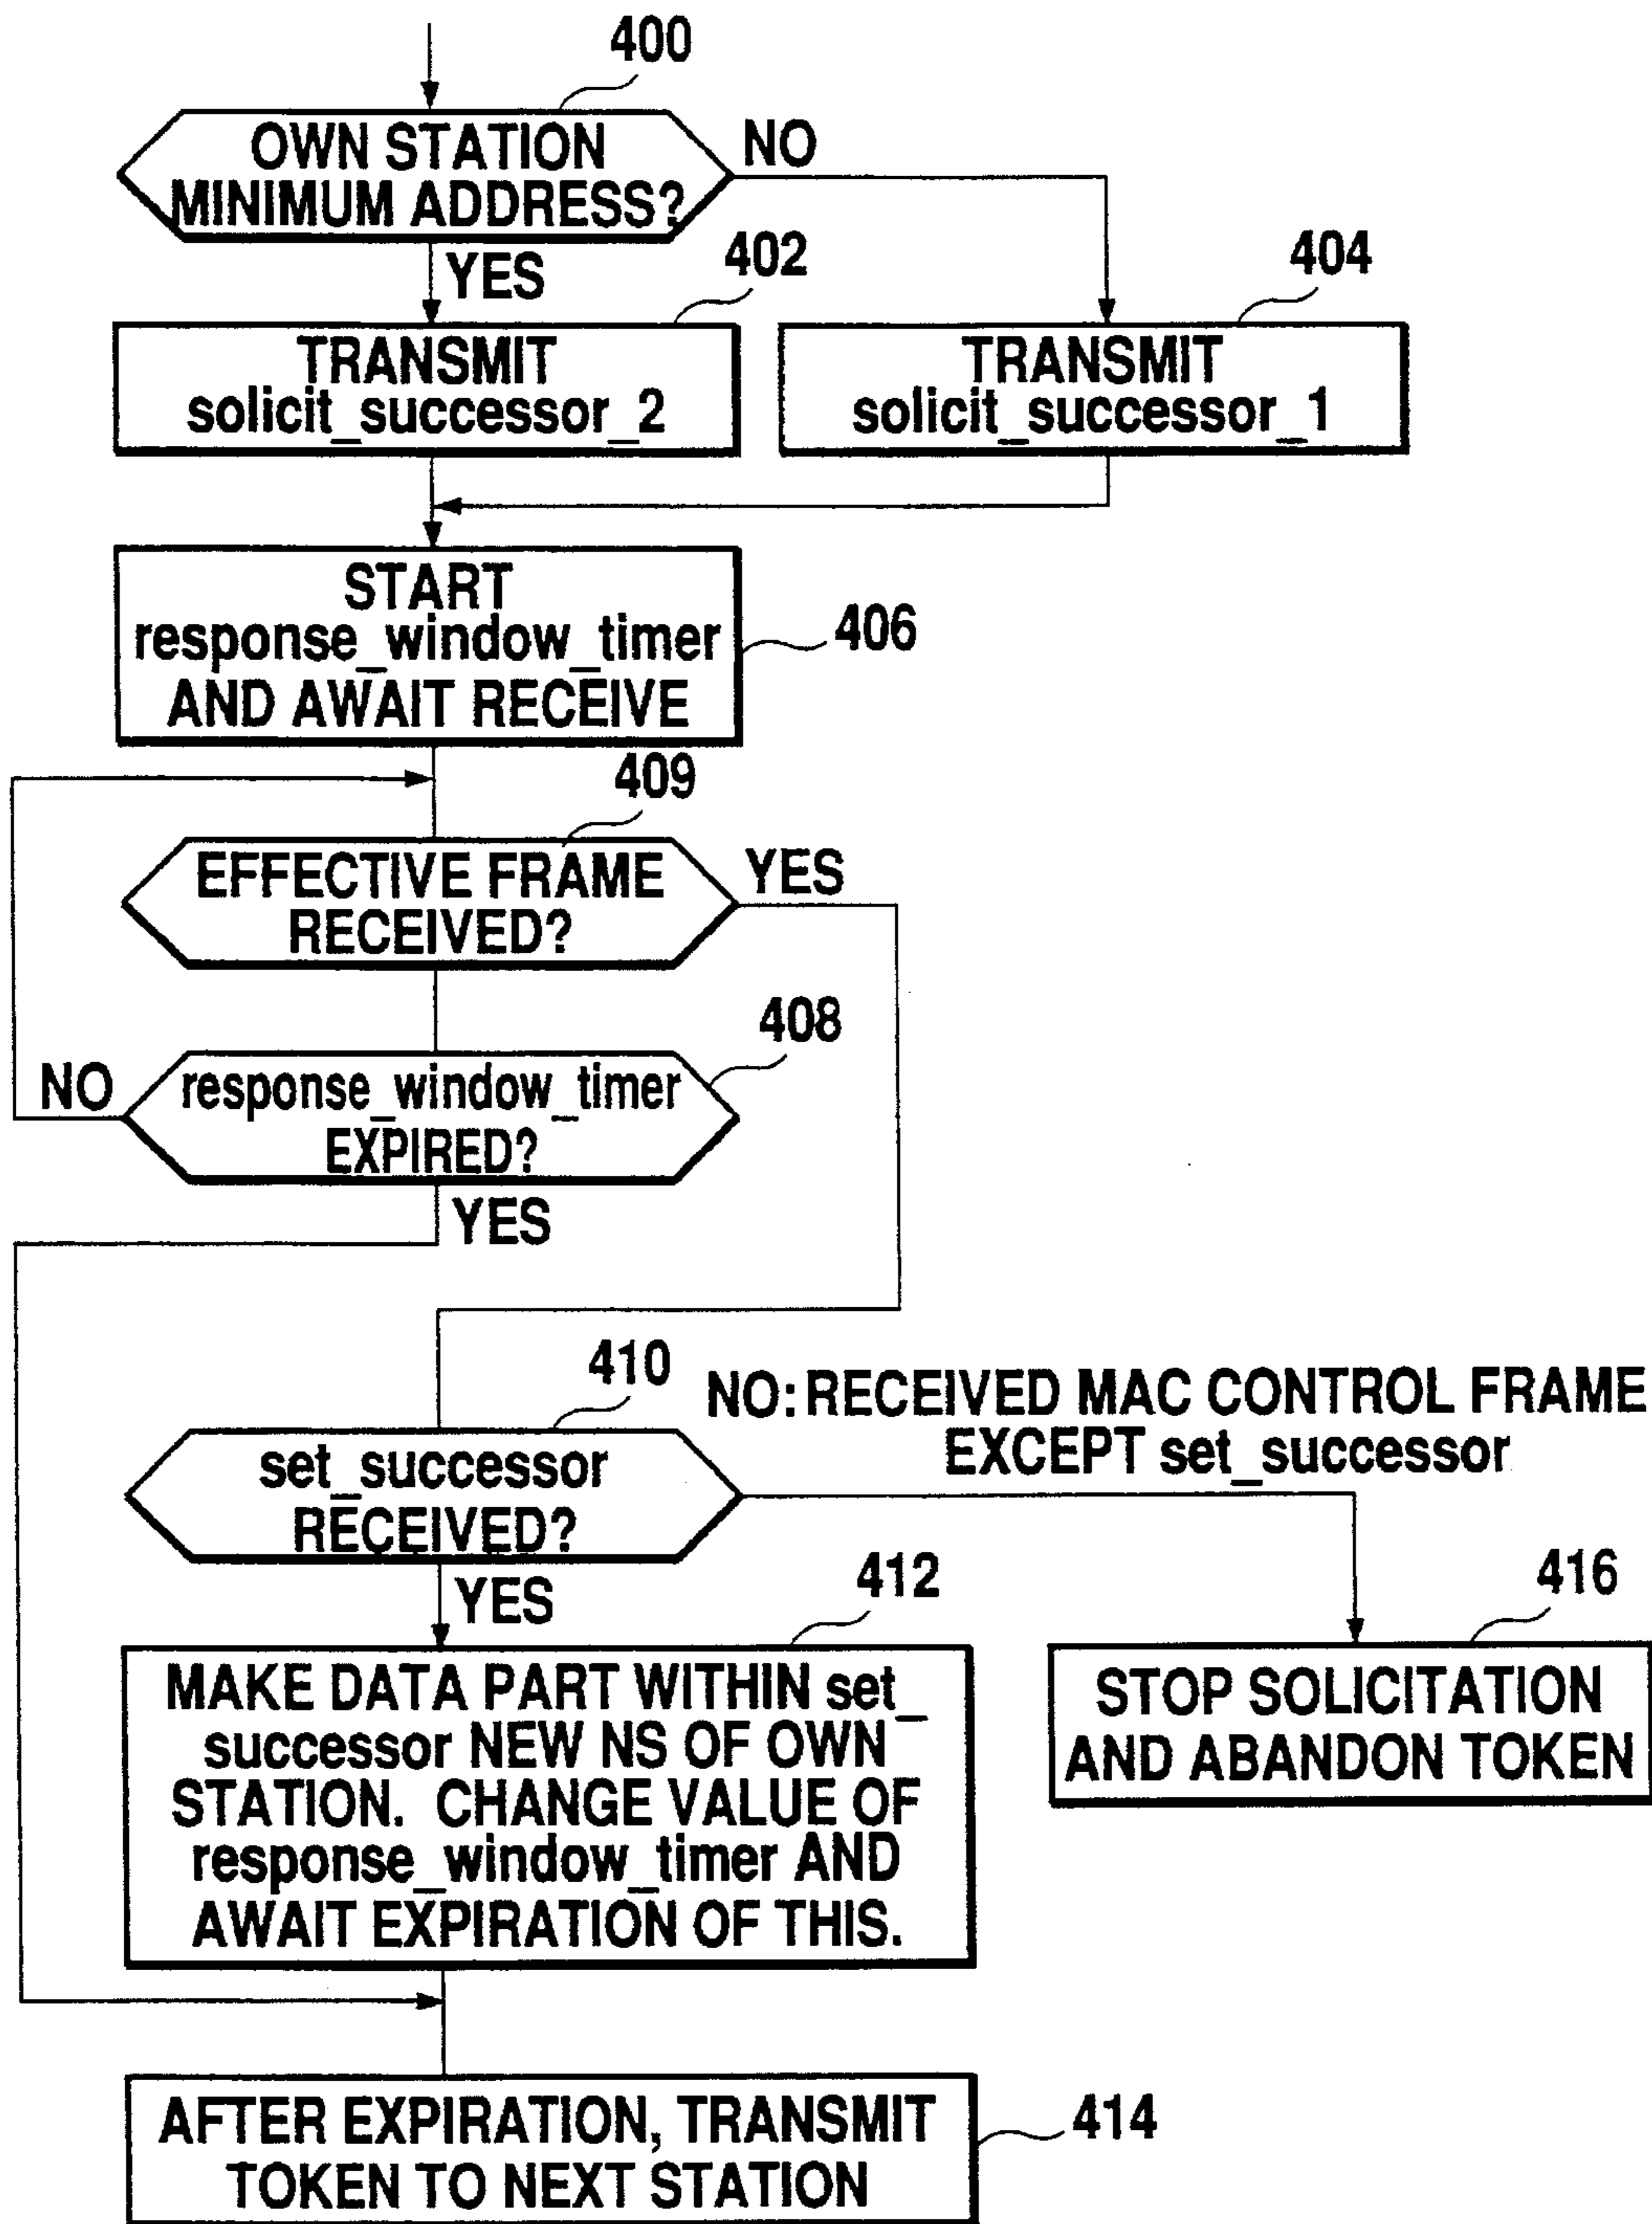 400
OWN STATION
MINIMUM ADDRESS?
NO
YES
402
404
TRANSMIT
solicit_successor_2
TRANSMIT
solicit_successor_1
START
response_window_timer
AND AWAIT RECEIVE
406
409
EFFECTIVE FRAME
RECEIVED?
YES
408
NO
response_window_timer
EXPIRED?
YES
410
NO: RECEIVED MAC CONTROL FRAME
EXCEPT set_successor
set_successor
RECEIVED?
YES
412
416
MAKE DATA PART WITHIN set_
successor NEW NS OF OWN
STATION. CHANGE VALUE OF
response_window_timer AND
AWAIT EXPIRATION OF THIS.
STOP SOLICITATION
AND ABANDON TOKEN
AFTER EXPIRATION, TRANSMIT
TOKEN TO NEXT STATION
414